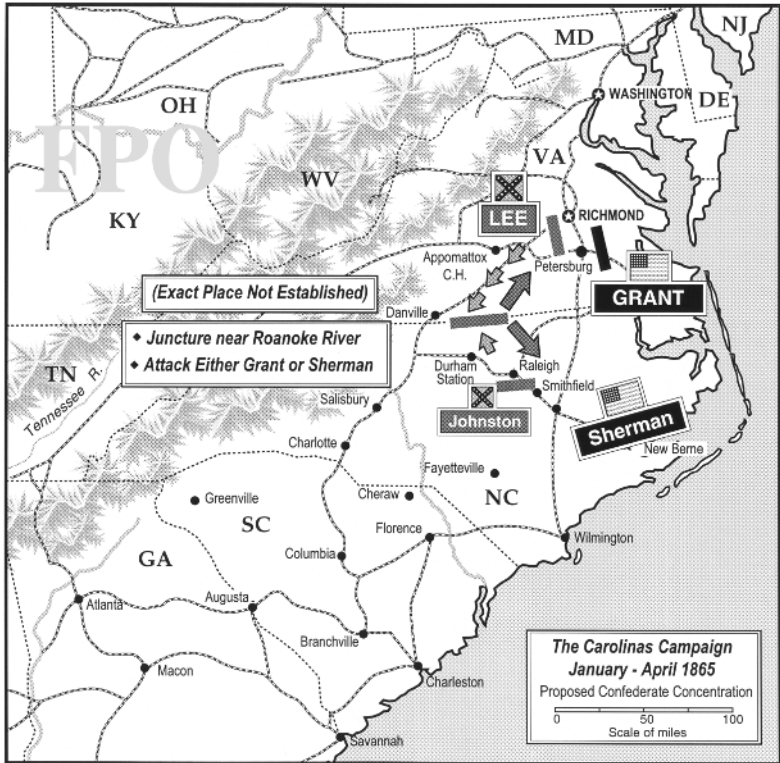 NJ
MD
OH
WASHINGTON
DE
FPO
VA
WV
LEE
KY
RICHMOND
Appomattox
C.H.
Petersburg
(Exact Place Not Established)
GRANT
Danville
◆ Juncture near Roanoke River
◆ Attack Either Grant or Sherman
TN
Tennessee R.
Durham
Station
Raleigh
Smithfield
Salisbury
Johnston
Sherman
Charlotte
New Berne
Fayetteville
Greenville
Cheraw
NC
SC
Florence
Wilmington
GA
Columbia
Atlanta
Augusta
Branchville
Macon
Charleston
Savannah
The Carolinas Campaign
January - April 1865
Proposed Confederate Concentration
0 50 100
Scale of miles